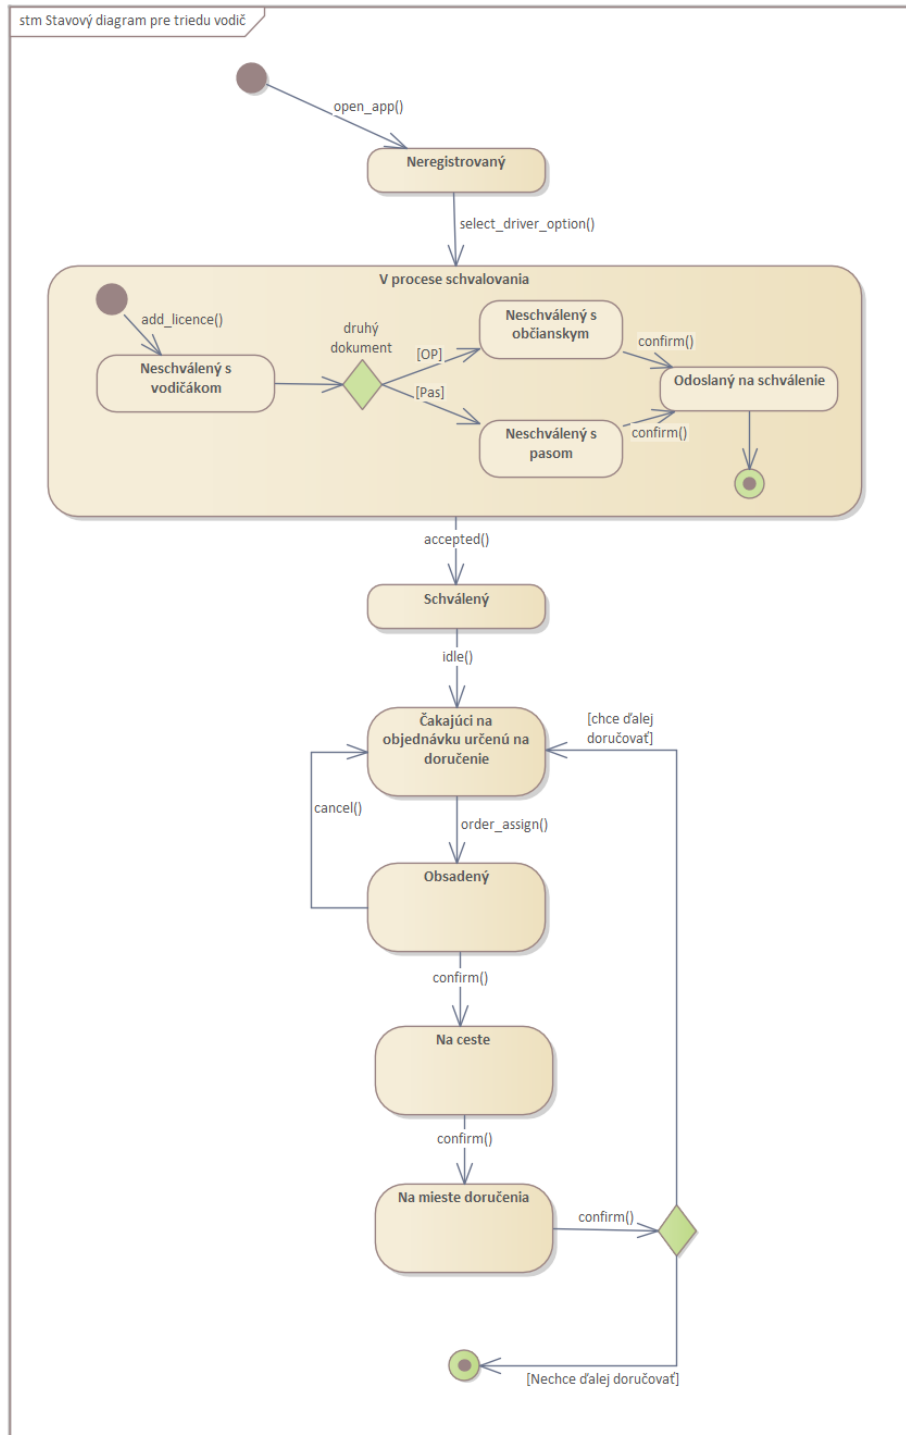 stm Stavový diagram pre triedu vodič
open_app()
Neregistrovaný
select_driver_option()
V procese schvalovania
add_licence()
Neschválený s
vodičákom
druhý
dokument
[OP]
[Pas]
Neschválený s
občianskym
Neschválený s
pasom
confirm()
confirm()
Odoslaný na schválenie
accepted()
Schválený
idle()
Čakajúci na
objednávku určenú na
doručenie
[chce ďalej
doručovať]
cancel()
order_assign()
Obsadený
confirm()
Na ceste
confirm()
Na mieste doručenia
confirm()
[Nechce ďalej doručovať]